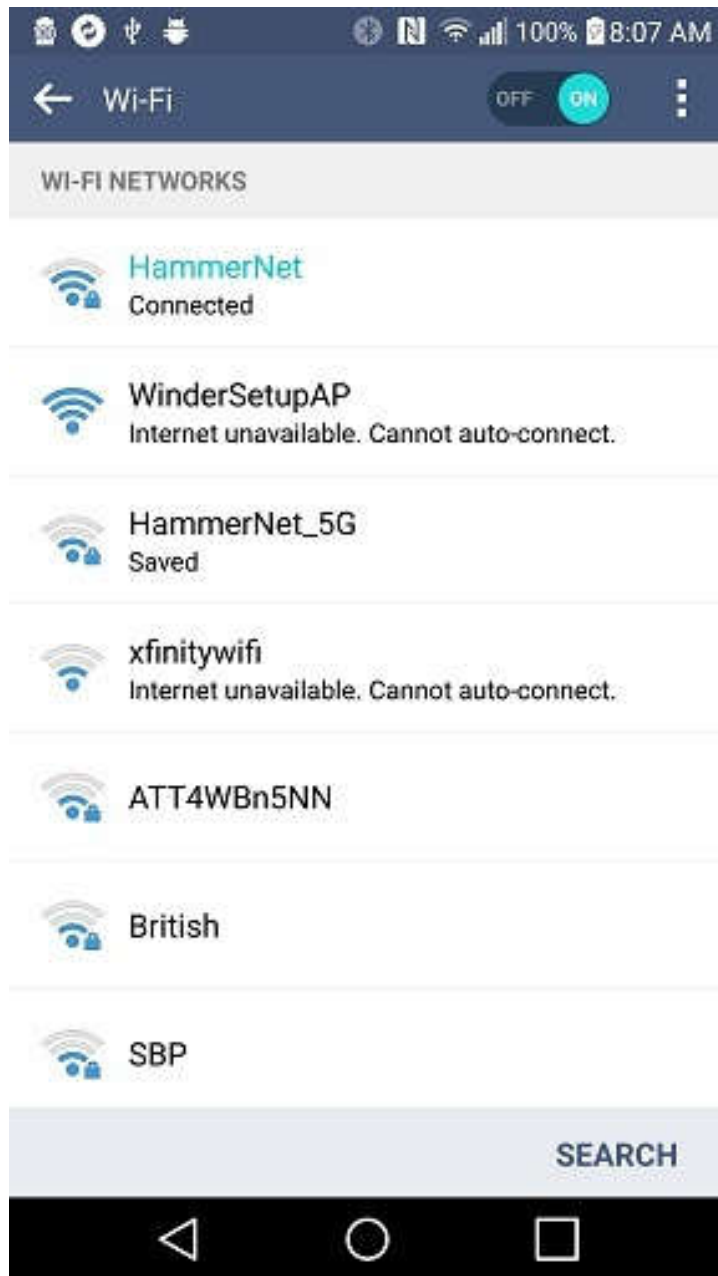 100% 8:07 AM
Wi-Fi OFF ON
WI-FI NETWORKS
HammerNet
Connected
WinderSetupAP
Internet unavailable. Cannot auto-connect.
HammerNet_5G
Saved
xfinitywifi
Internet unavailable. Cannot auto-connect.
ATT4WBn5NN
British
SBP
SEARCH